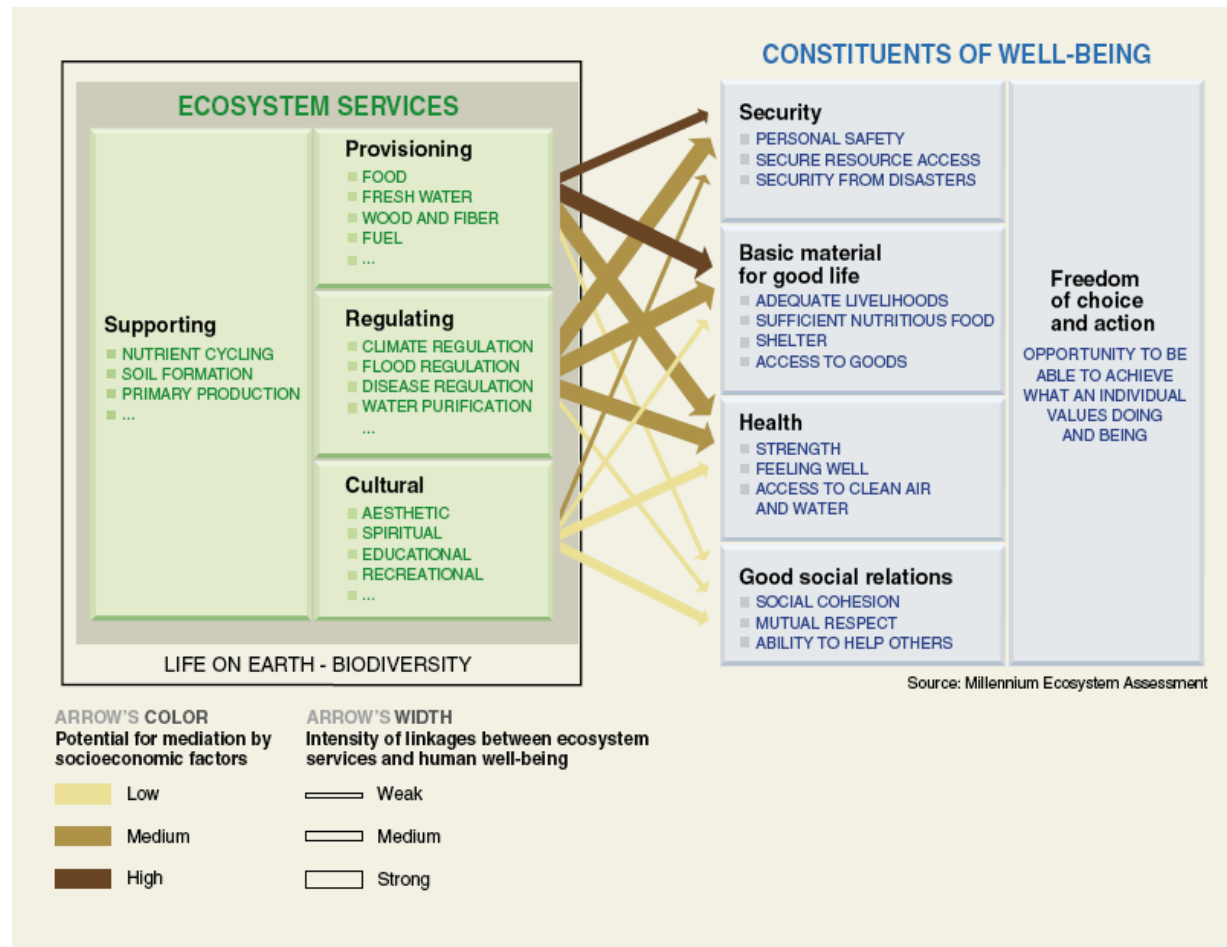 CONSTITUENTS OF WELL-BEING
ECOSYSTEM SERVICES
Supporting
NUTRIENT CYCLING
SOIL FORMATION
PRIMARY PRODUCTION
...
Provisioning
FOOD
FRESH WATER
WOOD AND FIBER
FUEL
...
Regulating
CLIMATE REGULATION
FLOOD REGULATION
DISEASE REGULATION
WATER PURIFICATION
...
Cultural
AESTHETIC
SPIRITUAL
EDUCATIONAL
RECREATIONAL
...
LIFE ON EARTH - BIODIVERSITY
Security
PERSONAL SAFETY
SECURE RESOURCE ACCESS
SECURITY FROM DISASTERS
Basic material
for good life
ADEQUATE LIVELIHOODS
SUFFICIENT NUTRITIOUS FOOD
SHELTER
ACCESS TO GOODS
Health
STRENGTH
FEELING WELL
ACCESS TO CLEAN AIR
AND WATER
Good social relations
SOCIAL COHESION
MUTUAL RESPECT
ABILITY TO HELP OTHERS
Freedom
of choice
and action
OPPORTUNITY TO BE
ABLE TO ACHIEVE
WHAT AN INDIVIDUAL
VALUES DOING
AND BEING
Source: Millennium Ecosystem Assessment
ARROW'S COLOR
Potential for mediation by
socioeconomic factors
Low
Medium
High
ARROW'S WIDTH
Intensity of linkages between ecosystem
services and human well-being
Weak
Medium
Strong